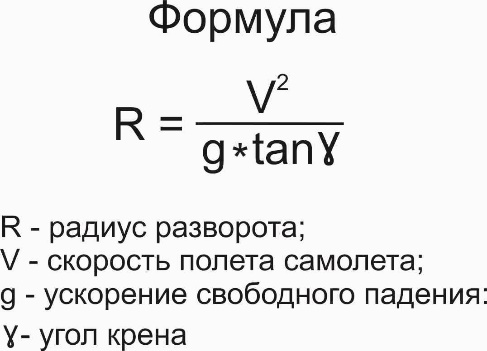 Формула
R = V²
g*tanɣ
R - радиус разворота;
V - скорость полета самолета;
g - ускорение свободного падения:
ɣ- угол крена